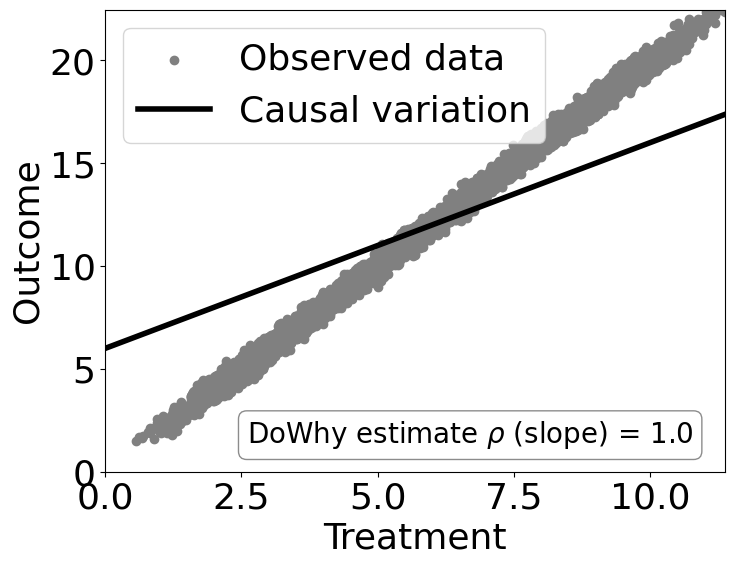 Observed data
Causal variation
20
15
10
5
0
Outcome
DoWhy estimate ρ (slope) = 1.0
0.0 2.5 5.0 7.5 10.0
Treatment